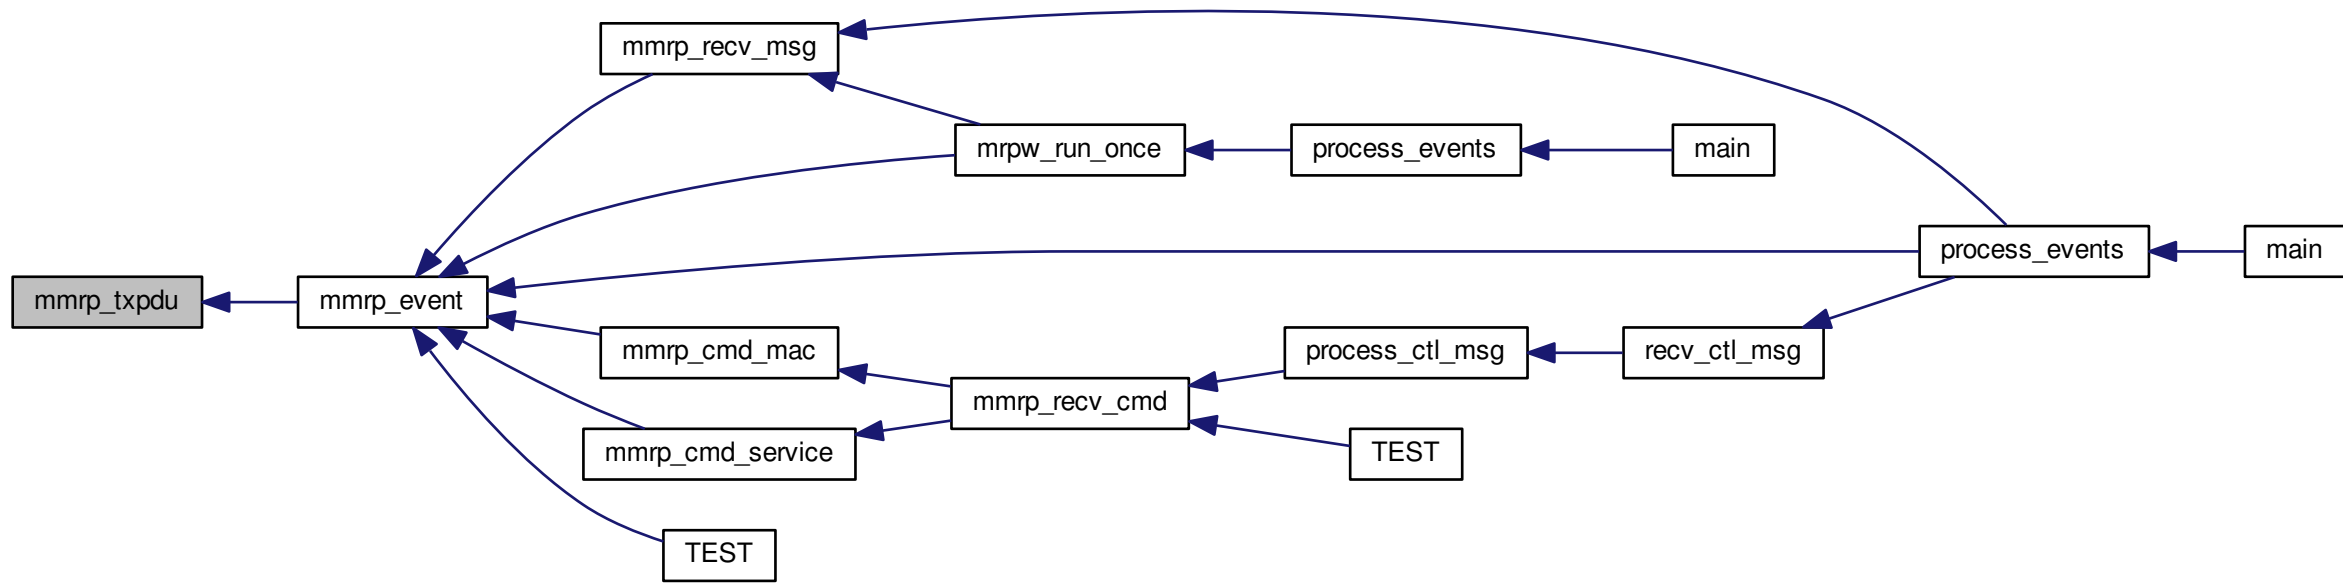 mmrp_recv_msg
mrpw_run_once
process_events
main
process_events
main
mmrp_txpdu
mmrp_event
mmrp_cmd_mac
process_ctl_msg
recv_ctl_msg
mmrp_recv_cmd
mmrp_cmd_service
TEST
TEST